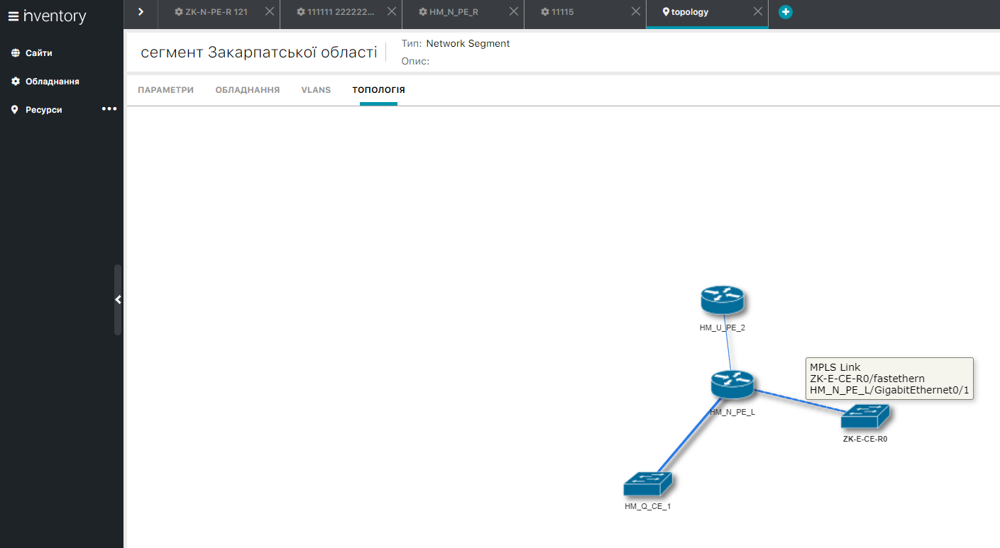 inventory
ZK-N-PE-R 121
111111 222222...
HM_N_PE_R
11115
topology
Сайти
Обладнання
Ресурси
сегмент Закарпатської області
Тип: Network Segment
Опис:
ПАРАМЕТРИ
ОБЛАДНАННЯ
VLANS
ТОПОЛОГІЯ
HM_U_PE_2
MPLS Link
ZK-E-CE-R0/fastethern
HM_N_PE_L/GigabitEthernet0/1
HM_N_PE_L
ZK-E-CE-R0
HM_Q_CE_1